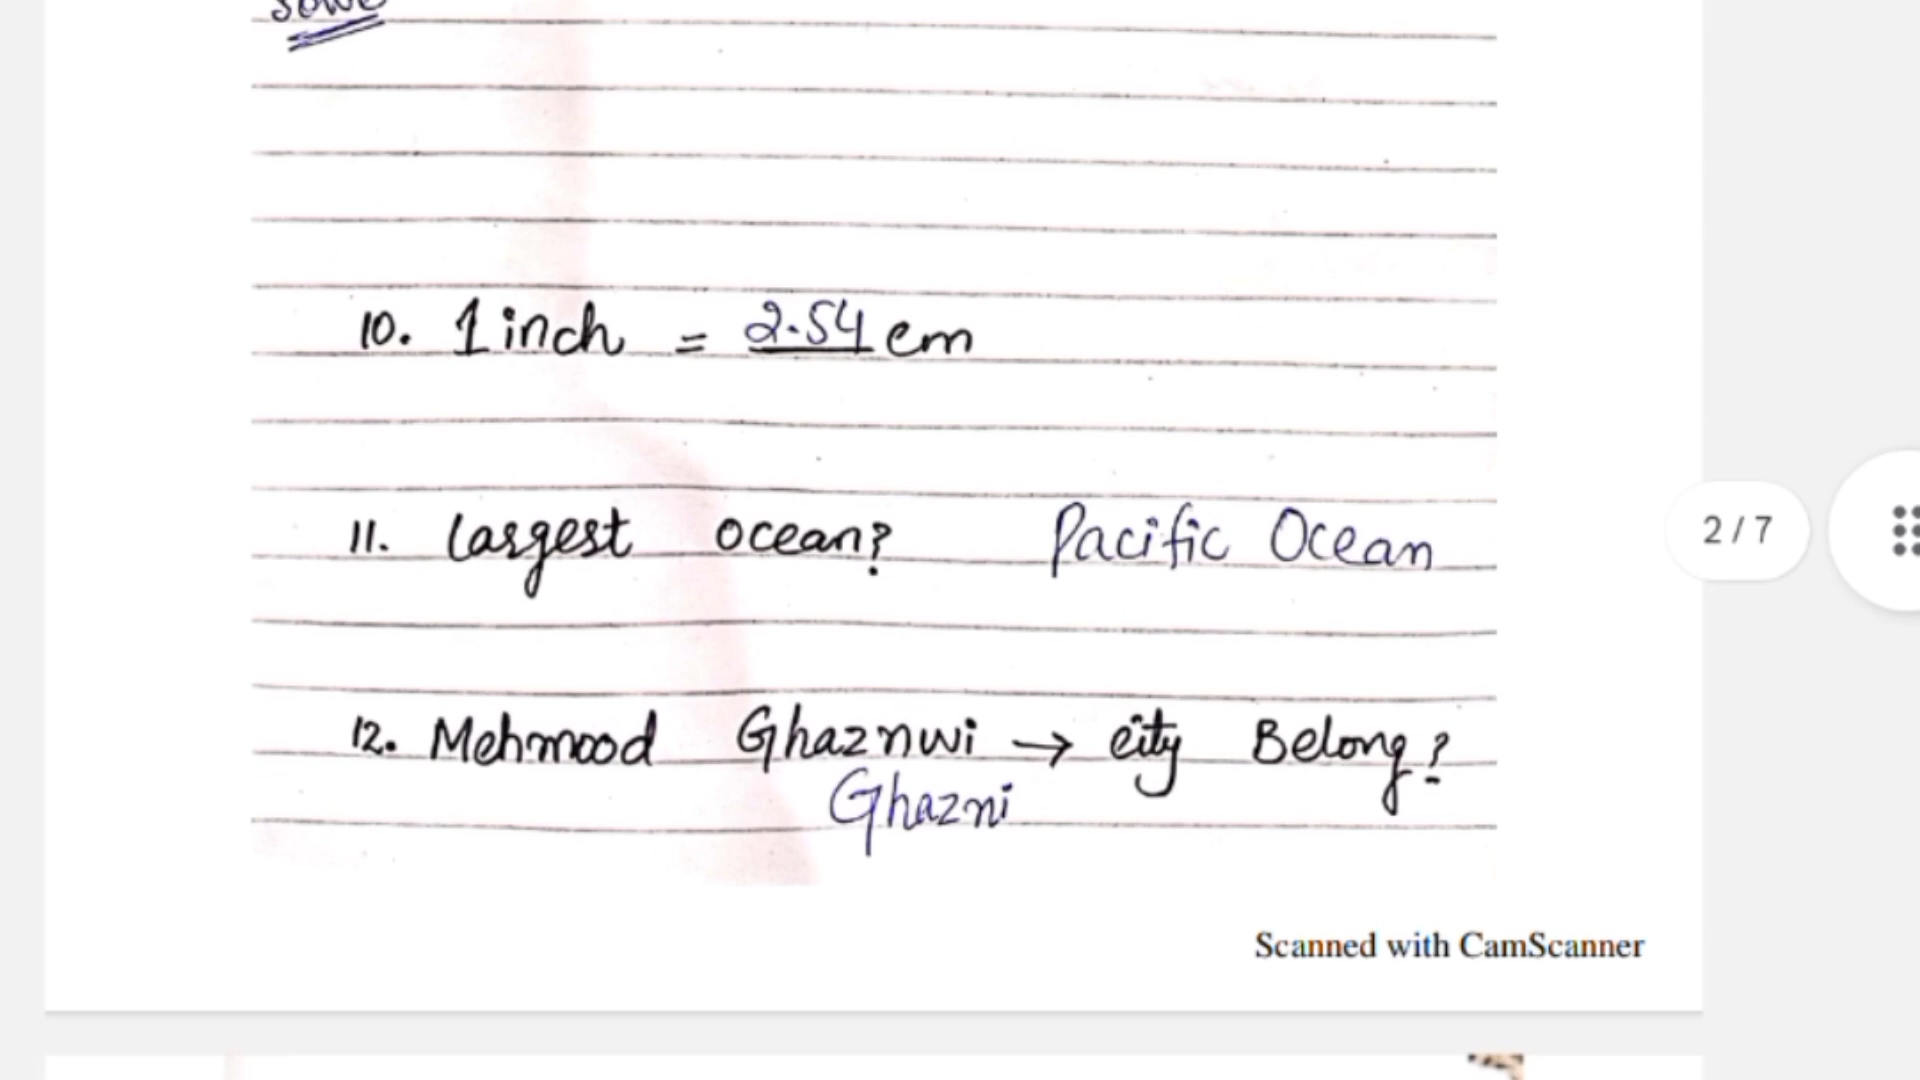 10. 1 inch = 2.54 cm
11. largest ocean? Pacific Ocean
2/7
12. Mehmood Ghaznwi → city Belong?
Ghazni
Scanned with CamScanner